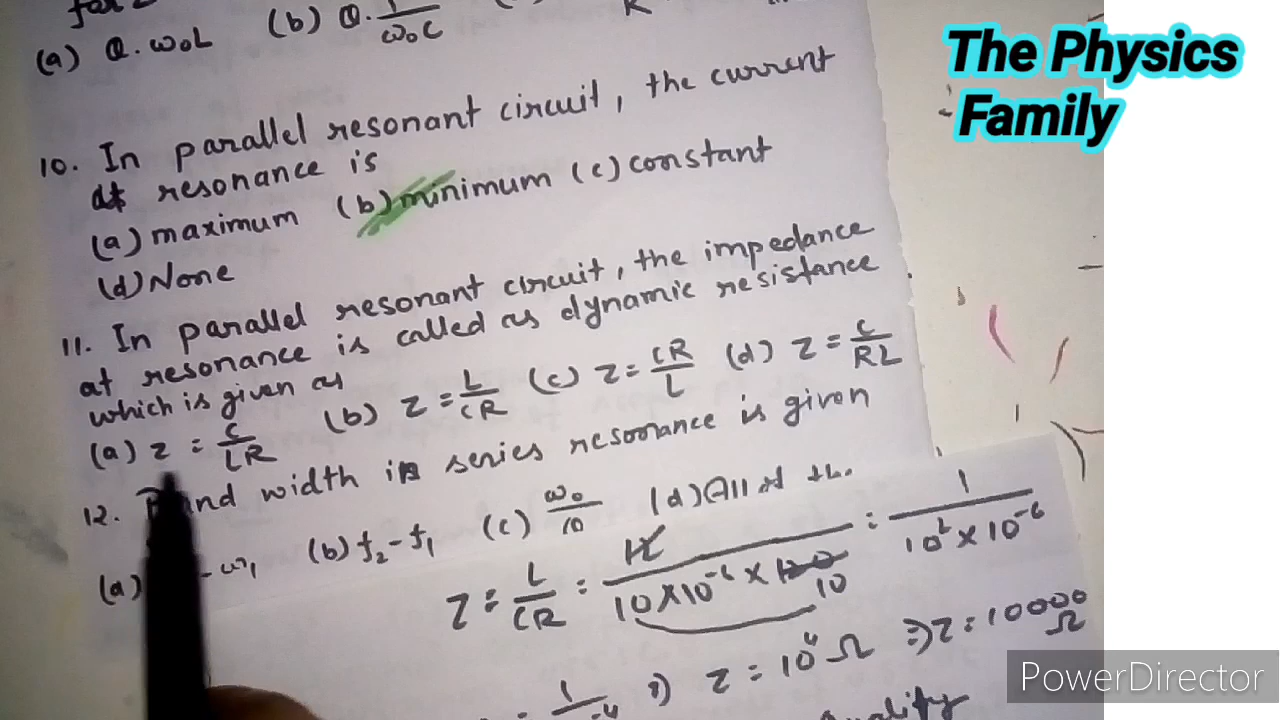 (a) Q.ω₀L (b) Q.1/ω₀C
The Physics
Family
10. In parallel resonant circuit, the current
at resonance is
(a) maximum (b) minimum (c) constant
(d) None
11. In parallel resonant circuit, the impedance
at resonance is called as dynamic resistance
which is given as
(a) Z = C/LR (b) Z = L/CR (c) Z = CR/L (d) Z = C/RL
12. Band width in series resonance is given
(a) - ω₁ (b) f₂-f₁ (c) ω₀/10 (d) All of the
Z = L/CR = = 1/10² × 10⁻⁶
10 × 10⁻⁶ × 10
⇒ Z = 10⁴ Ω ⇒ Z = 10000 Ω
PowerDirector